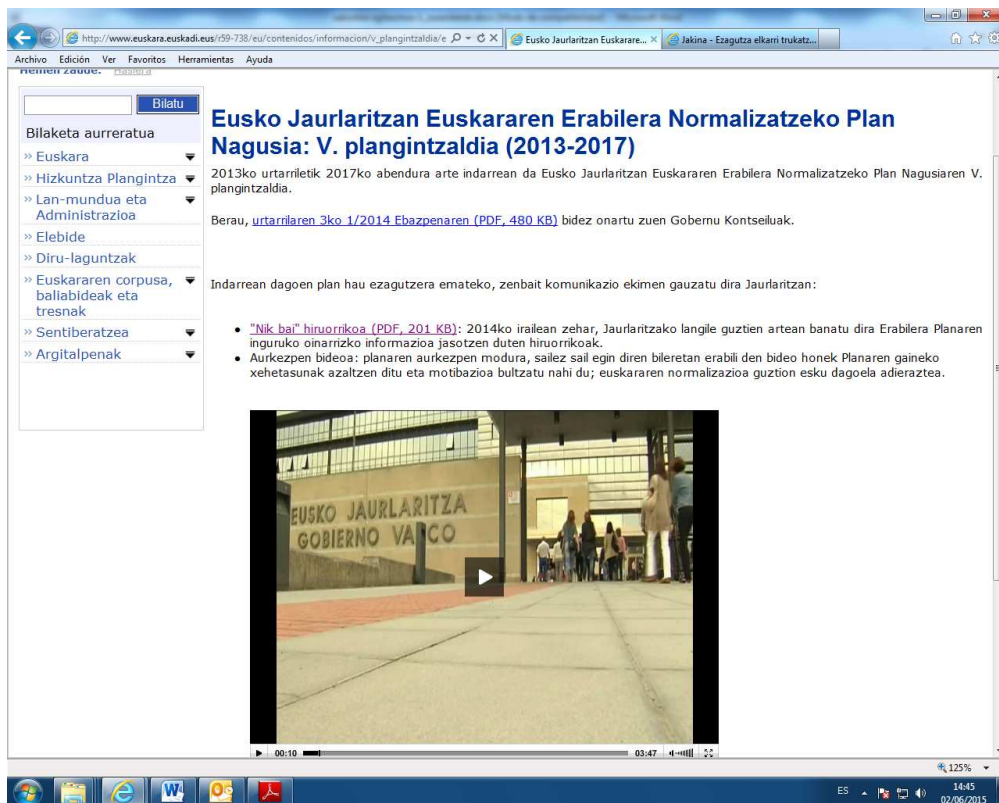 http://www.euskara.euskadi.eus/r59-738/eu/contenidos/informacion/v_plangintzaldia/e
Eusko Jaurlaritzan Euskarare...
Jakina - Ezagutza elkarri trukatz...
Archivo Edición Ver Favoritos Herramientas Ayuda
Hemen zaude: Hasiera
Bilatu
Bilaketa aurreratua
» Euskara
» Hizkuntza Plangintza
» Lan-mundua eta
Administrazioa
» Elebide
» Diru-laguntzak
» Euskararen corpusa,
baliabideak eta
tresnak
» Sentiberatzea
» Argitalpenak
Eusko Jaurlaritzan Euskararen Erabilera Normalizatzeko Plan
Nagusia: V. plangintzaldia (2013-2017)
2013ko urtarriletik 2017ko abendura arte indarrean da Eusko Jaurlaritzan Euskararen Erabilera Normalizatzeko Plan Nagusiaren V.
plangintzaldia.
Berau, urtarrilaren 3ko 1/2014 Ebazpenaren (PDF, 480 KB) bidez onartu zuen Gobernu Kontseiluak.
Indarrean dagoen plan hau ezagutzera emateko, zenbait komunikazio ekimen gauzatu dira Jaurlaritzan:
• "Nik bai" hiruorrikoa (PDF, 201 KB): 2014ko irailean zehar, Jaurlaritzako langile guztien artean banatu dira Erabilera Planaren
inguruko oinarrizko informazioa jasotzen duten hiruorrikoak.
• Aurkezpen bideoa: planaren aurkezpen modura, sailez sail egin diren bileretan erabili den bideo honek Planaren gaineko
xehetasunak azaltzen ditu eta motibazioa bultzatu nahi du; euskararen normalizazioa guztion esku dagoela adieraztea.
EUSKO JAURLARITZA
GOBIERNO VASCO
00:10
03:47
125%
ES
14:45
02/06/2015